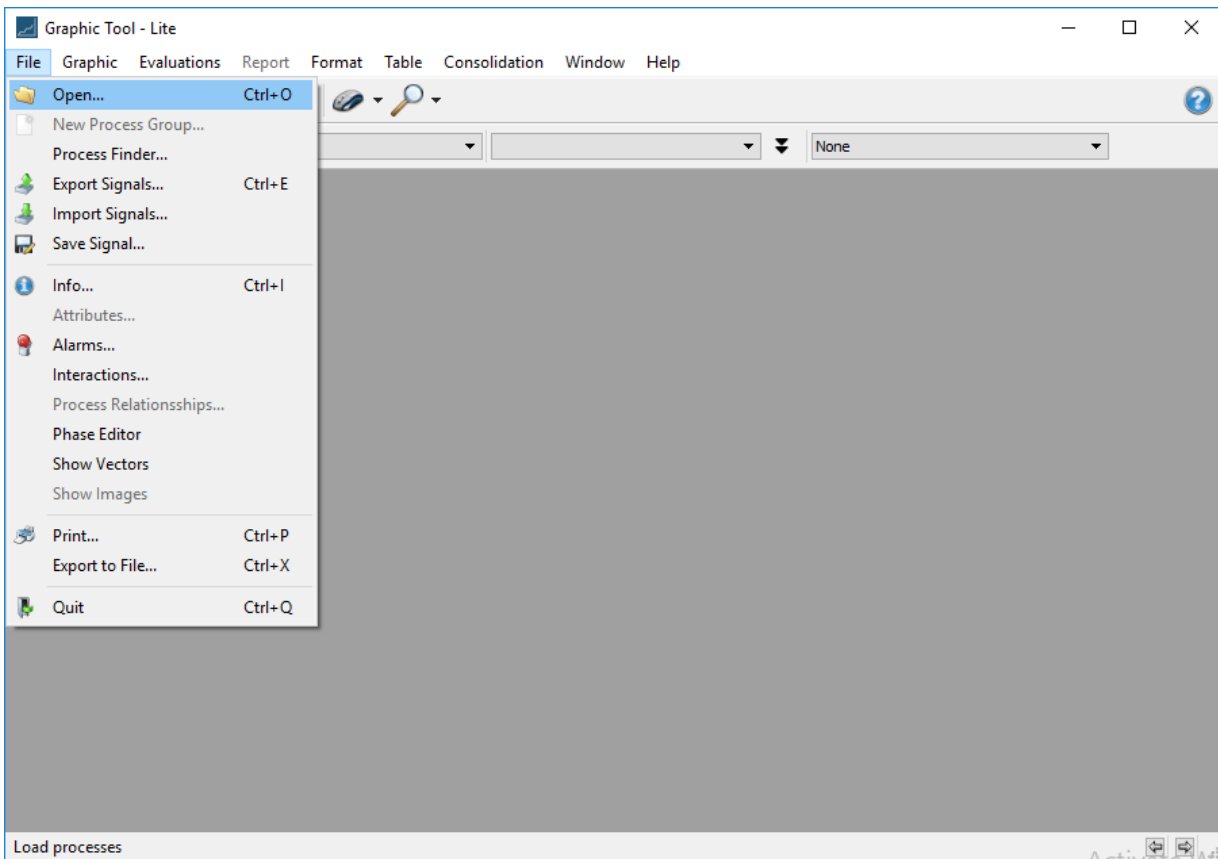 Graphic Tool - Lite
File Graphic Evaluations Report Format Table Consolidation Window Help
Open... Ctrl+O
New Process Group...
Process Finder...
None
Export Signals... Ctrl+E
Import Signals...
Save Signal...
Info... Ctrl+I
Attributes...
Alarms...
Interactions...
Process Relationsships...
Phase Editor
Show Vectors
Show Images
Print... Ctrl+P
Export to File... Ctrl+X
Quit Ctrl+Q
Load processes